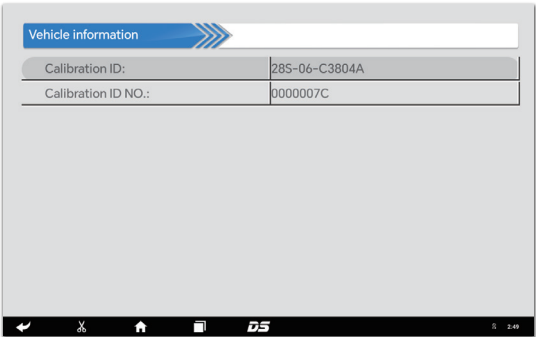 Vehicle information
Calibration ID: 28S-06-C3804A
Calibration ID NO.: 0000007C
DS 2:49